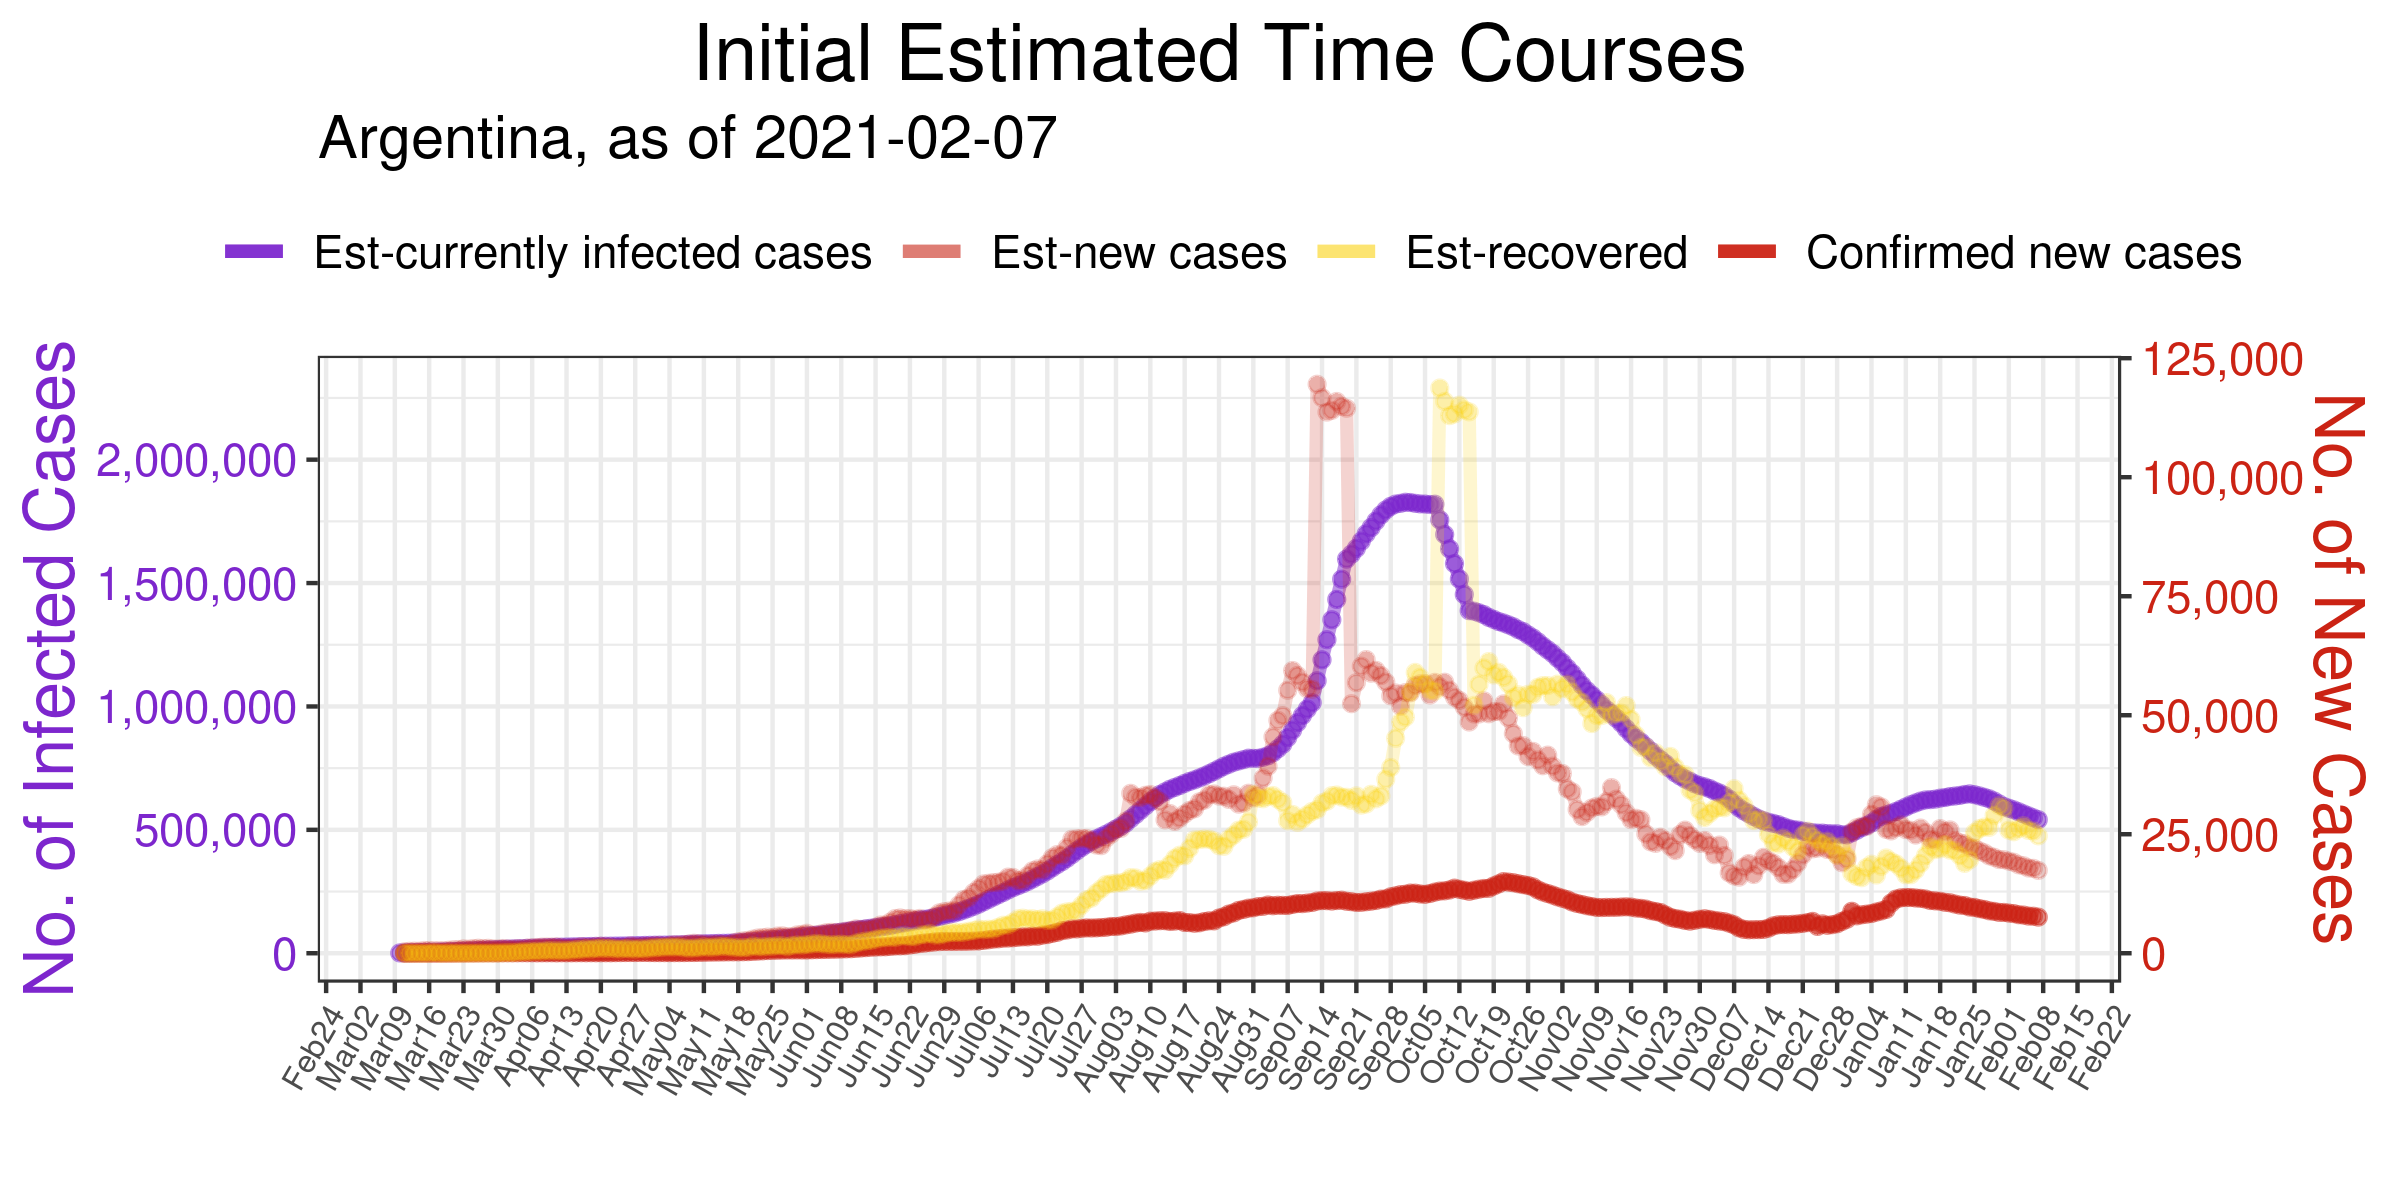 Initial Estimated Time Courses
Argentina, as of 2021-02-07
Est-currently infected cases
Est-new cases
Est-recovered
Confirmed new cases
No. of Infected Cases
2,000,000
1,500,000
1,000,000
500,000
0
125,000
100,000
75,000
50,000
25,000
0
No. of New Cases
Feb24
Mar02
Mar09
Mar16
Mar23
Mar30
Apr06
Apr13
Apr20
Apr27
May04
May11
May18
May25
Jun01
Jun08
Jun15
Jun22
Jun29
Jul06
Jul13
Jul20
Jul27
Aug03
Aug10
Aug17
Aug24
Aug31
Sep07
Sep14
Sep21
Sep28
Oct05
Oct12
Oct19
Oct26
Nov02
Nov09
Nov16
Nov23
Nov30
Dec07
Dec14
Dec21
Dec28
Jan04
Jan11
Jan18
Jan25
Feb01
Feb08
Feb15
Feb22